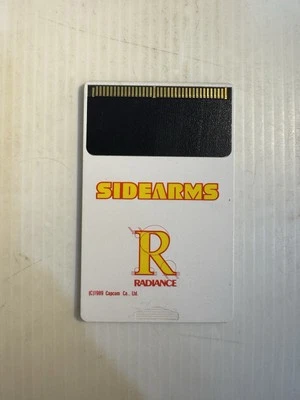 SIDEARMS
R
RADIANCE
(C)1989 Capcom Co., Ltd.